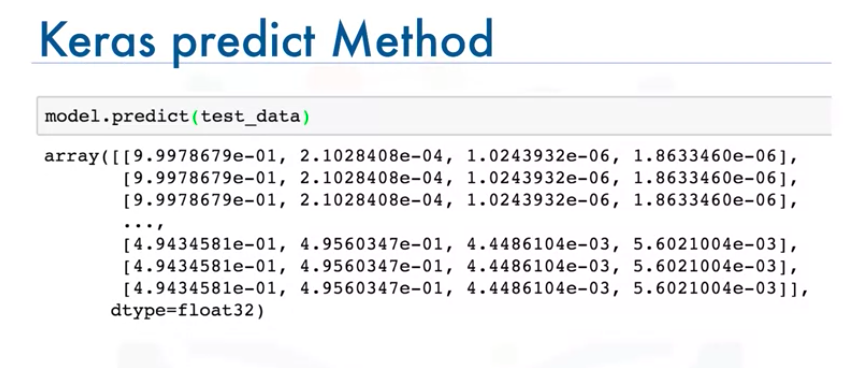 Keras predict Method
model.predict(test_data)
array([[9.9978679e-01, 2.1028408e-04, 1.0243932e-06, 1.8633460e-06],
[9.9978679e-01, 2.1028408e-04, 1.0243932e-06, 1.8633460e-06],
[9.9978679e-01, 2.1028408e-04, 1.0243932e-06, 1.8633460e-06],
...,
[4.9434581e-01, 4.9560347e-01, 4.4486104e-03, 5.6021004e-03],
[4.9434581e-01, 4.9560347e-01, 4.4486104e-03, 5.6021004e-03],
[4.9434581e-01, 4.9560347e-01, 4.4486104e-03, 5.6021004e-03]],
dtype=float32)